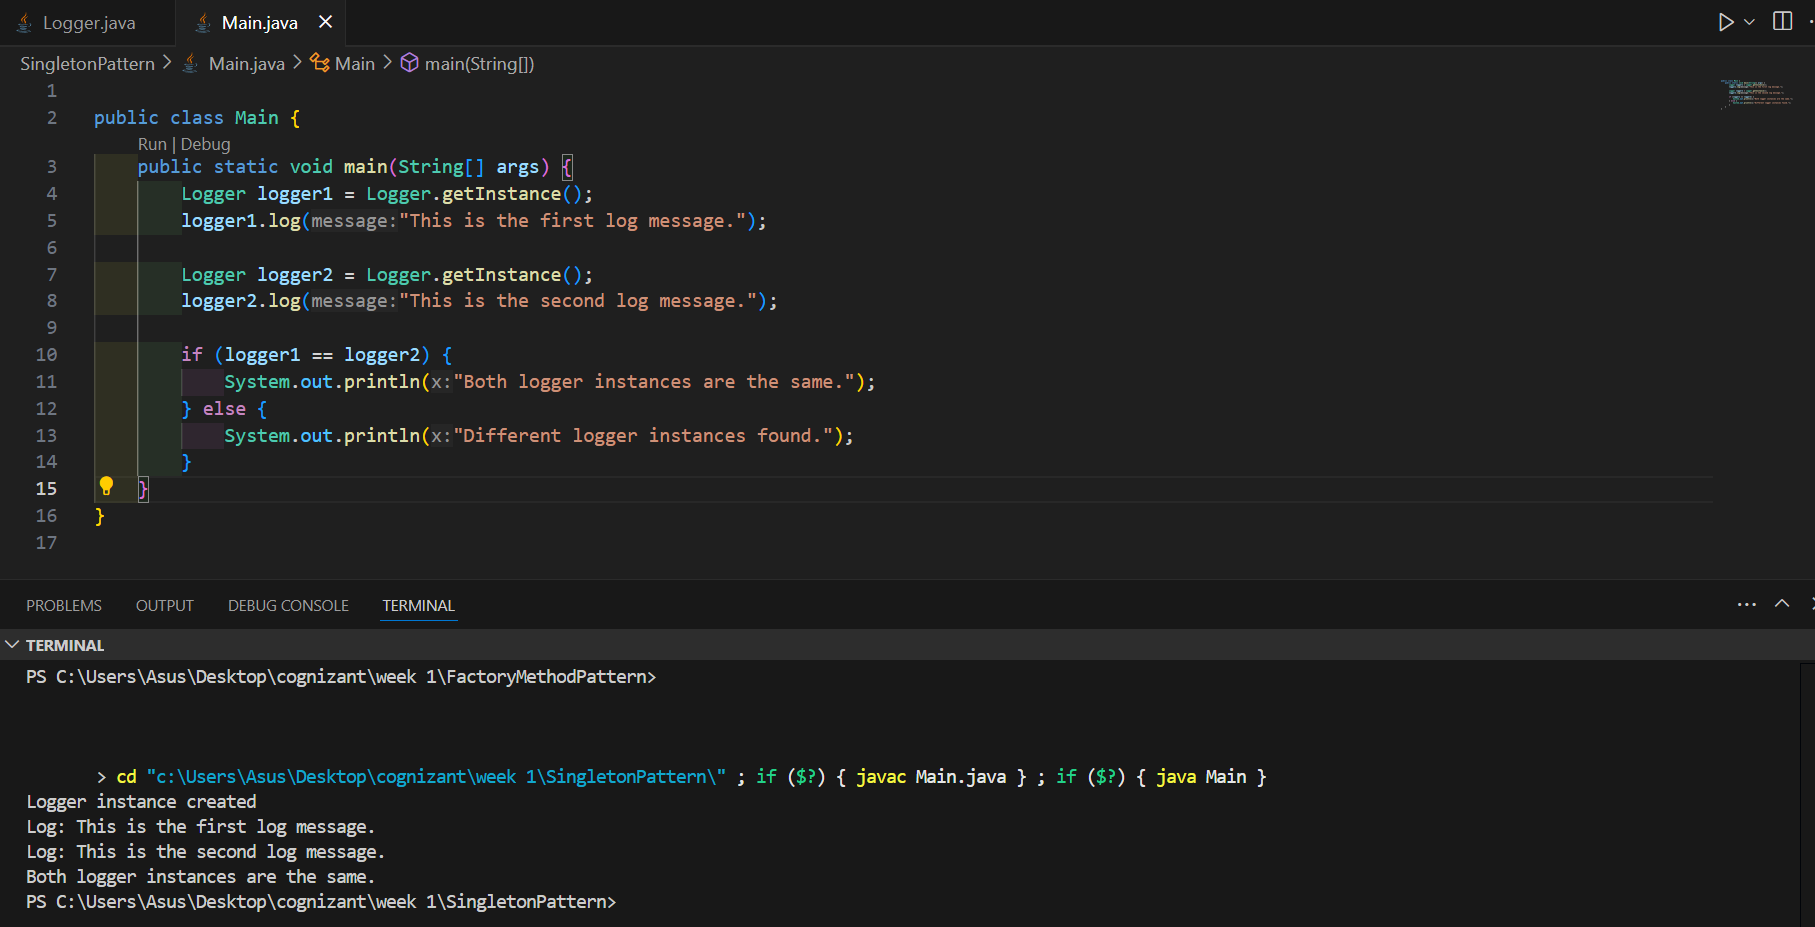 Logger.java Main.java
SingletonPattern > Main.java > Main > main(String[])
1
2 public class Main {
Run | Debug
3 public static void main(String[] args) {
4 Logger logger1 = Logger.getInstance();
5 logger1.log(message:"This is the first log message.");
6
7 Logger logger2 = Logger.getInstance();
8 logger2.log(message:"This is the second log message.");
9
10 if (logger1 == logger2) {
11 System.out.println(x:"Both logger instances are the same.");
12 } else {
13 System.out.println(x:"Different logger instances found.");
14 }
15 }
16 }
17
PROBLEMS OUTPUT DEBUG CONSOLE TERMINAL
TERMINAL
PS C:\Users\Asus\Desktop\cognizant\week 1\FactoryMethodPattern>
> cd "c:\Users\Asus\Desktop\cognizant\week 1\SingletonPattern\" ; if ($?) { javac Main.java } ; if ($?) { java Main }
Logger instance created
Log: This is the first log message.
Log: This is the second log message.
Both logger instances are the same.
PS C:\Users\Asus\Desktop\cognizant\week 1\SingletonPattern>